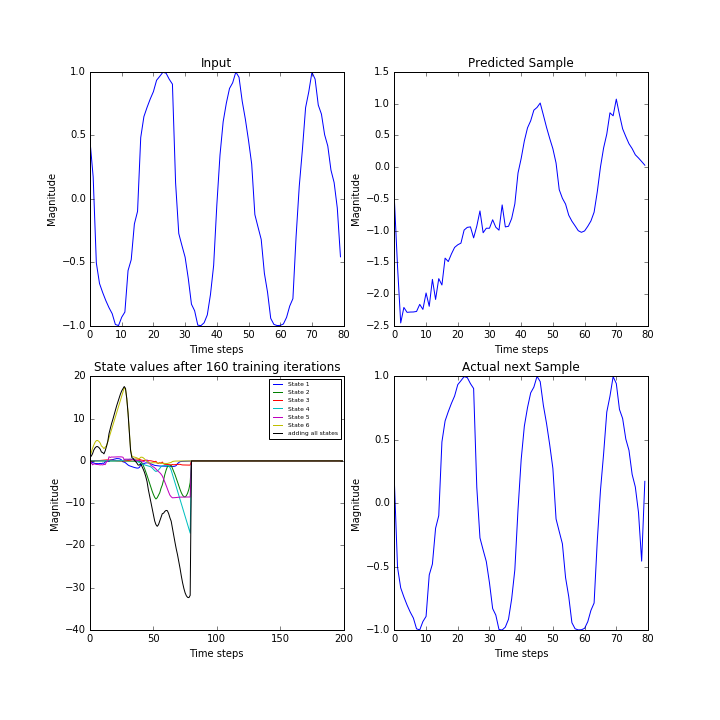 Input
1.0
0.5
0.0
−0.5
−1.0
Magnitude
0 10 20 30 40 50 60 70 80
Time steps
Predicted Sample
1.5
1.0
0.5
0.0
−0.5
−1.0
−1.5
−2.0
−2.5
Magnitude
0 10 20 30 40 50 60 70 80
Time steps
State values after 160 training iterations
20
10
0
−10
−20
−30
−40
Magnitude
State 1
State 2
State 3
State 4
State 5
State 6
adding all states
0 50 100 150 200
Time steps
Actual next Sample
1.0
0.5
0.0
−0.5
−1.0
Magnitude
0 10 20 30 40 50 60 70 80
Time steps